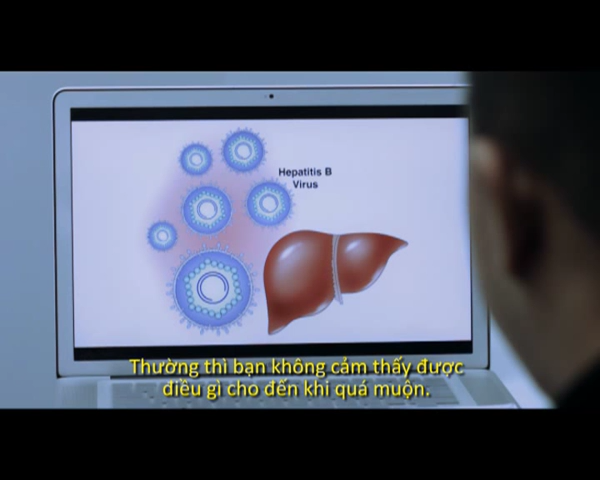 Hepatitis B
Virus
Thường thì bạn không cảm thấy được
điều gì cho đến khi quá muộn.